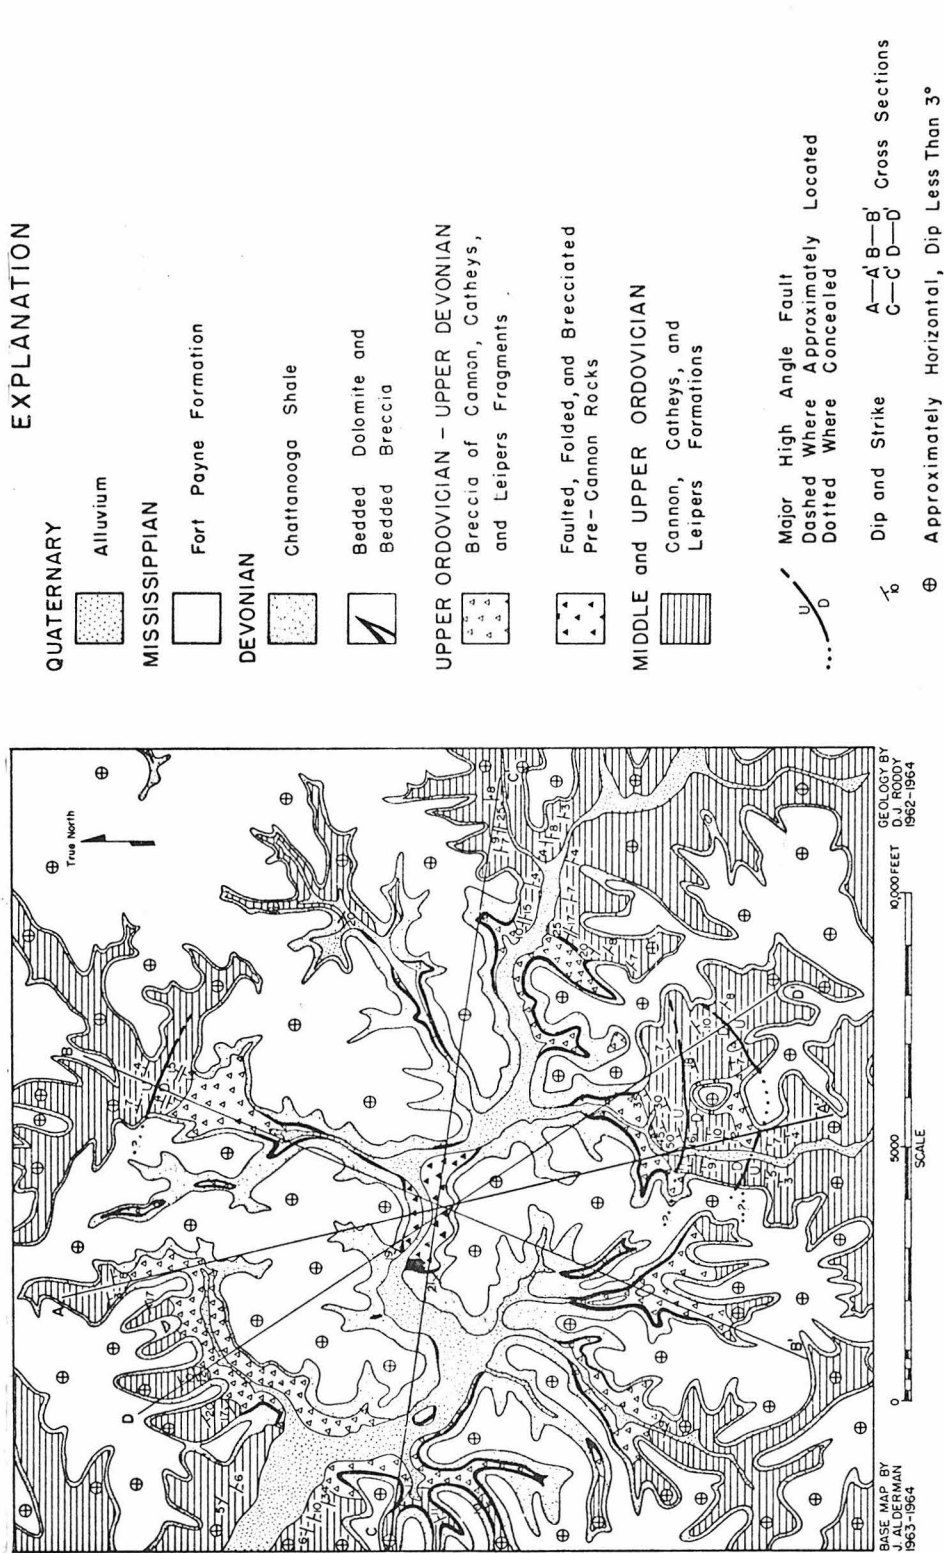 EXPLANATION
QUATERNARY
Alluvium
MISSISSIPPIAN
Fort Payne Formation
DEVONIAN
Chattanooga Shale
Bedded Dolomite and
Bedded Breccia
UPPER ORDOVICIAN – UPPER DEVONIAN
Breccia of Cannon, Catheys,
and Leipers Fragments .
Faulted, Folded, and Brecciated
Pre-Cannon Rocks
MIDDLE and UPPER ORDOVICIAN
Cannon, Catheys, and
Leipers Formations
U
D
Major High Angle Fault
Dashed Where Approximately Located
Dotted Where Concealed
10
Dip and Strike
A—A' B—B'
C—C' D—D' Cross Sections
⊕ Approximately Horizontal, Dip Less Than 3°
True North
A
B
D
C
C'
D'
A'
B'
BASE MAP BY
J. ALDERMAN
1963-1964
0 5000 10,000 FEET
SCALE
GEOLOGY BY
D.J. RODDY
1962-1964